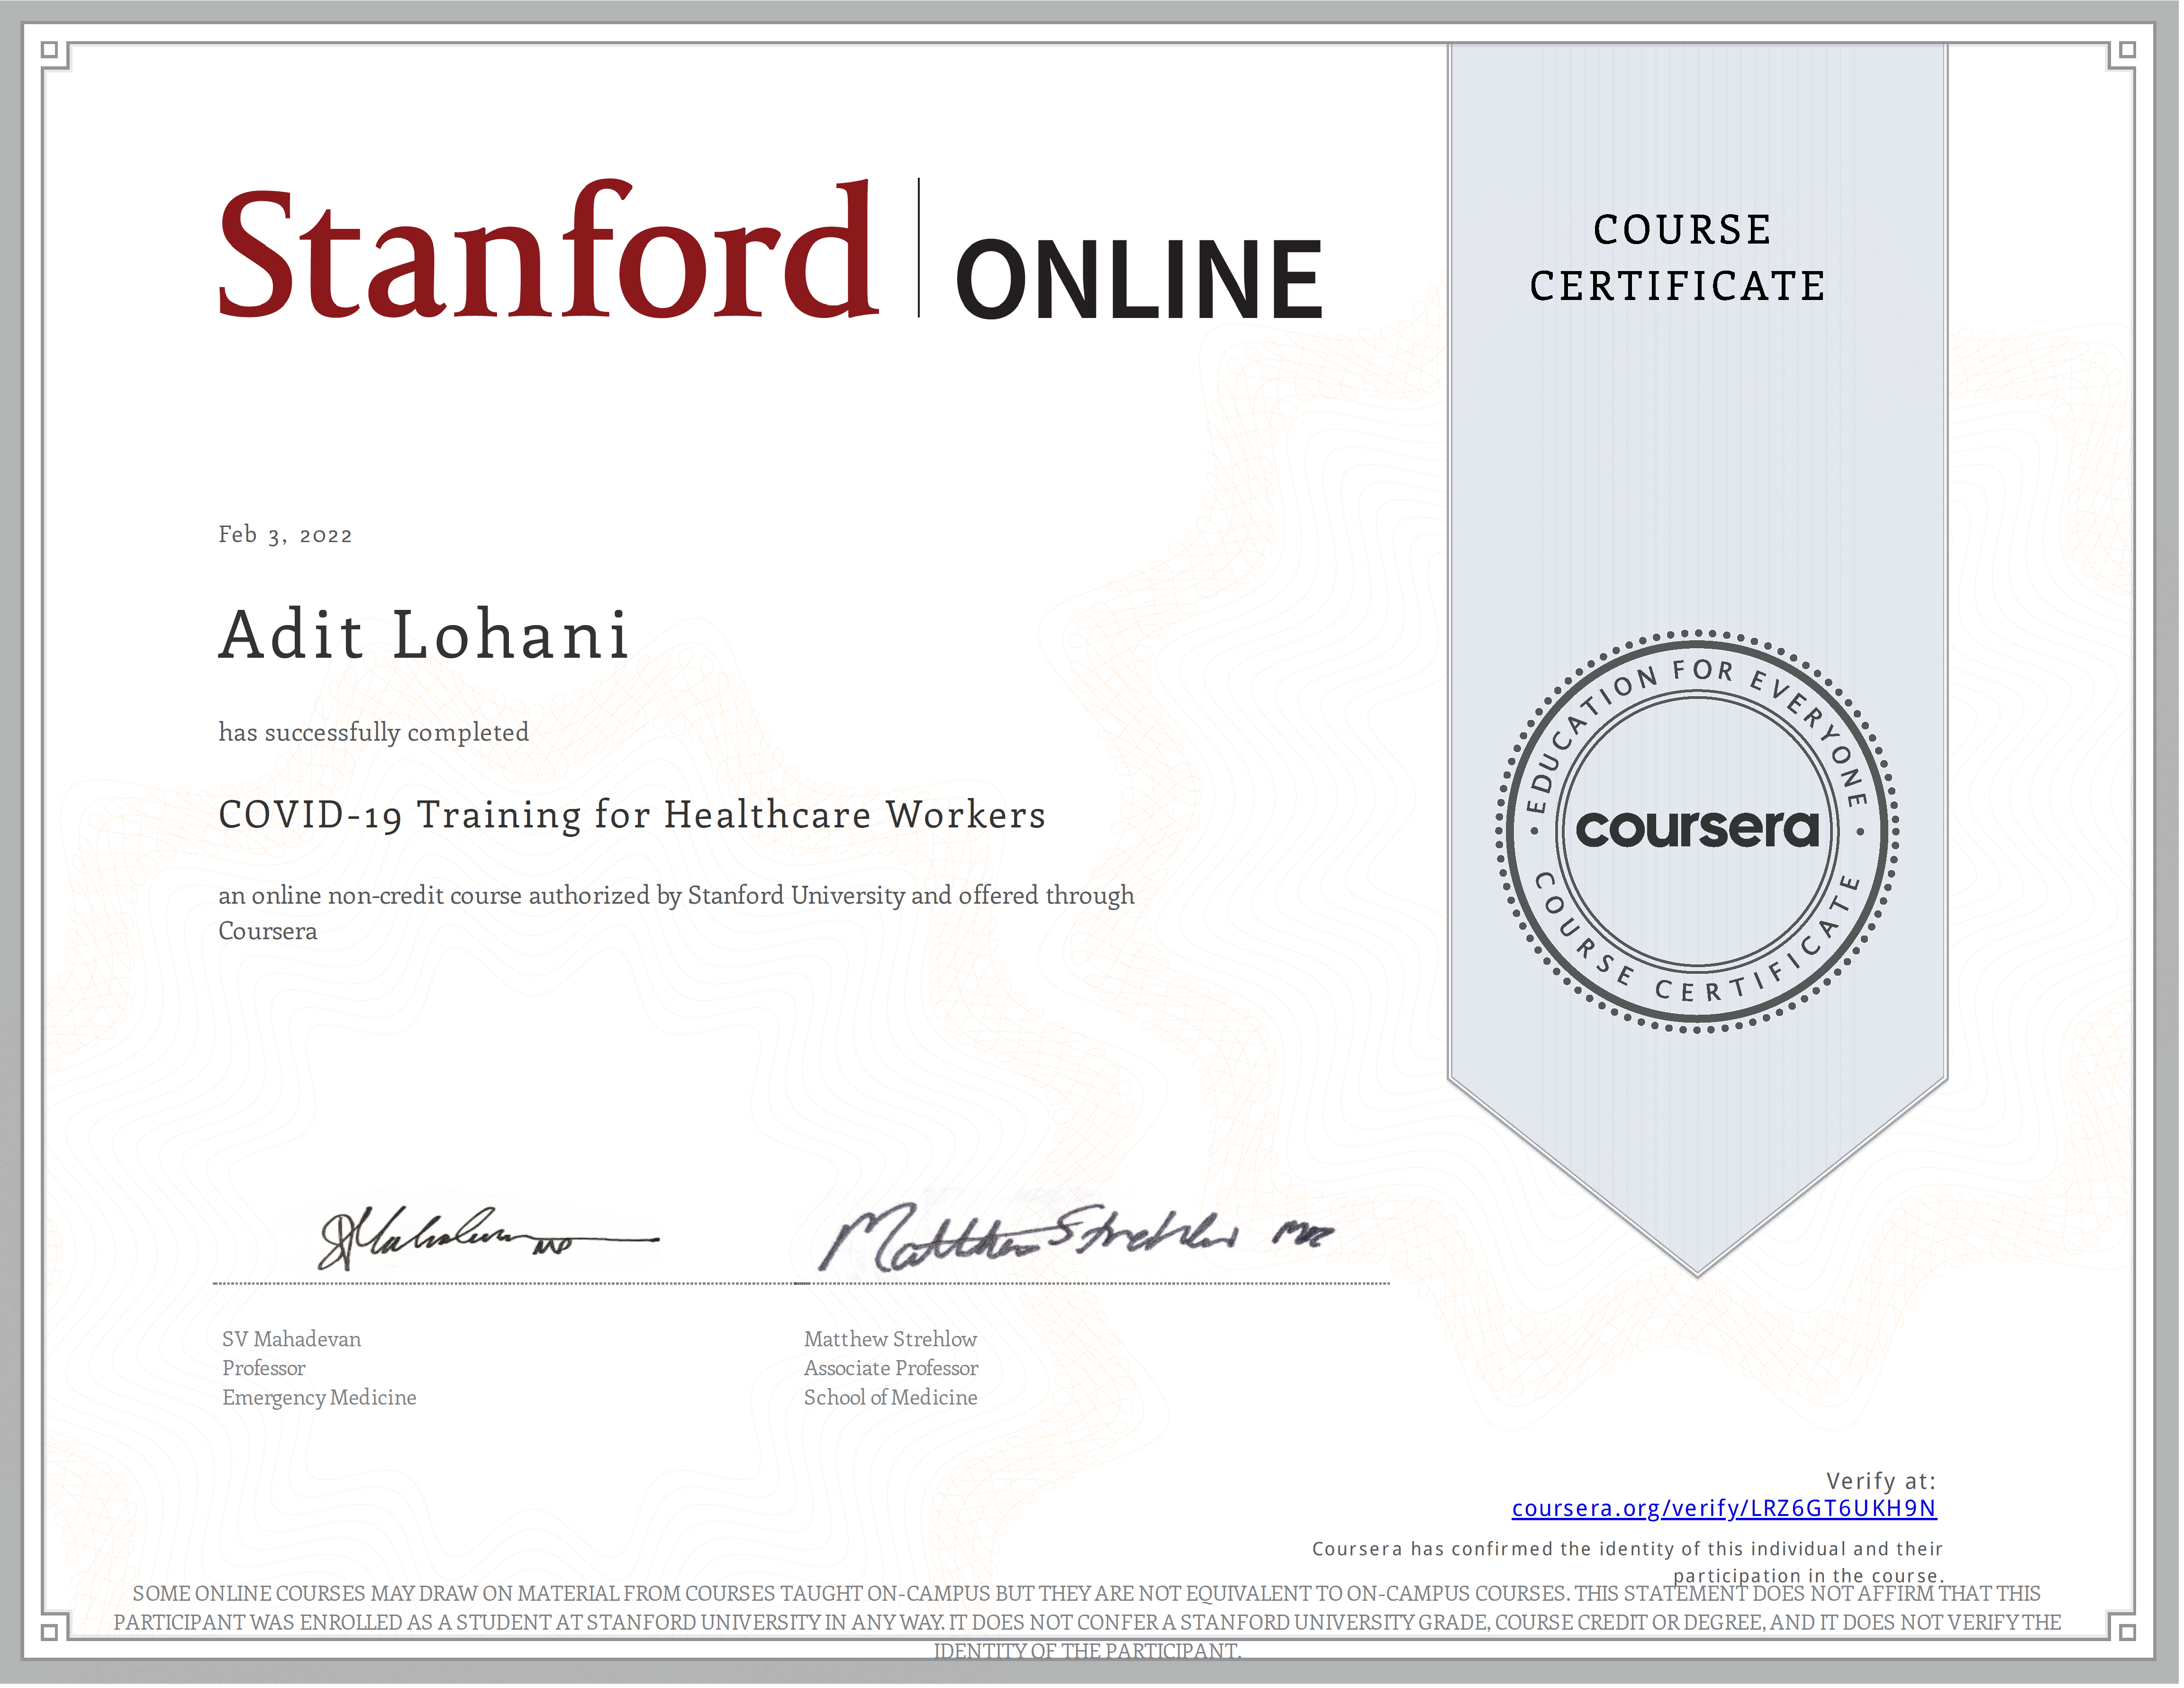 Stanford | ONLINE
COURSE
CERTIFICATE
Feb 3, 2022
Adit Lohani
has successfully completed
COVID-19 Training for Healthcare Workers
an online non-credit course authorized by Stanford University and offered through
Coursera
EDUCATION FOR EVERYONE
coursera
COURSE CERTIFICATE
Matthew Strehlow
SV Mahadevan
Professor
Emergency Medicine
Matthew Strehlow
Associate Professor
School of Medicine
Verify at:
coursera.org/verify/LRZ6GT6UKH9N
Coursera has confirmed the identity of this individual and their
participation in the course.
SOME ONLINE COURSES MAY DRAW ON MATERIAL FROM COURSES TAUGHT ON-CAMPUS BUT THEY ARE NOT EQUIVALENT TO ON-CAMPUS COURSES. THIS STATEMENT DOES NOT AFFIRM THAT THIS
PARTICIPANT WAS ENROLLED AS A STUDENT AT STANFORD UNIVERSITY IN ANY WAY. IT DOES NOT CONFER A STANFORD UNIVERSITY GRADE, COURSE CREDIT OR DEGREE, AND IT DOES NOT VERIFY THE
IDENTITY OF THE PARTICIPANT.